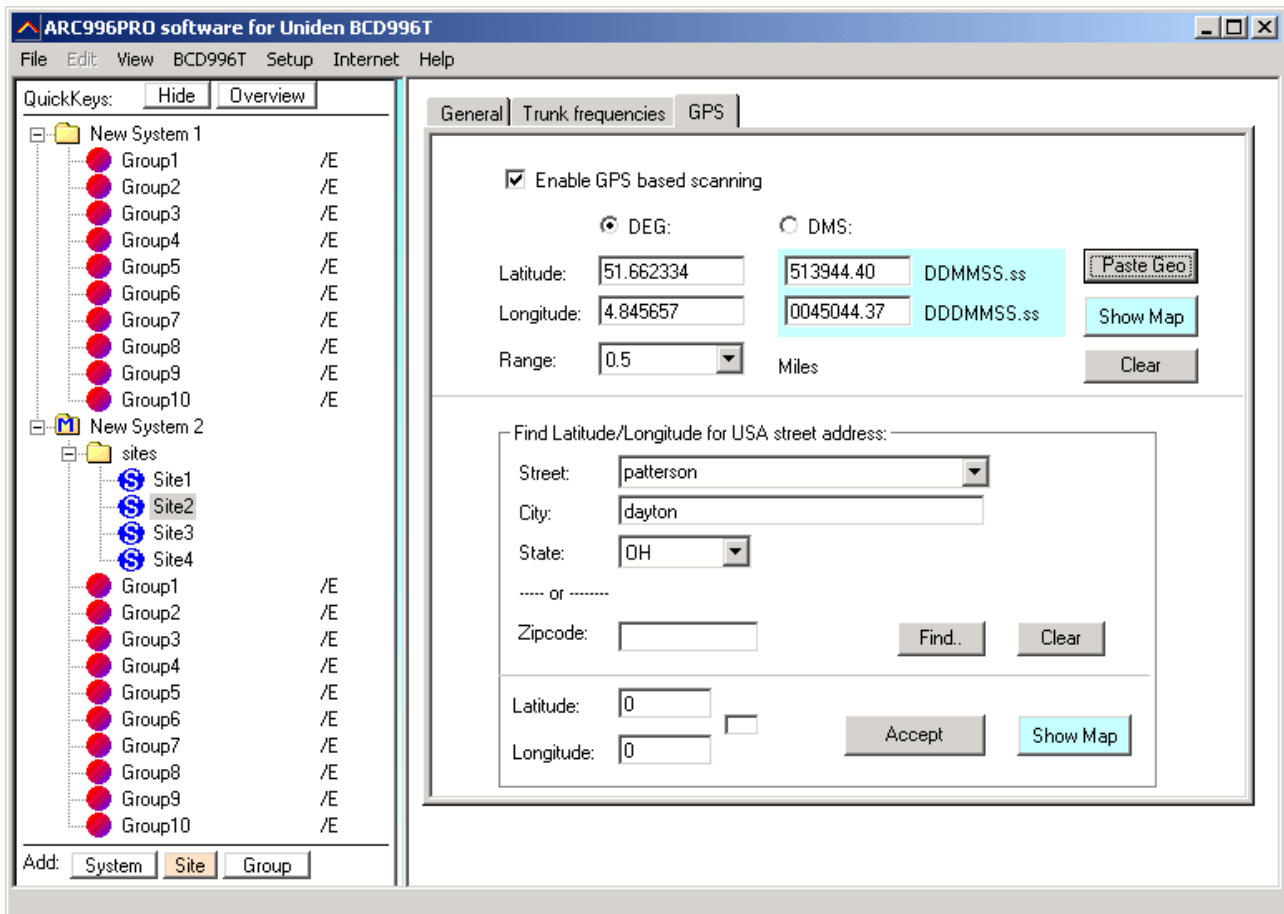 ARC996PRO software for Uniden BCD996T
File Edit View BCD996T Setup Internet Help
QuickKeys: Hide Overview
New System 1
Group1 /E
Group2 /E
Group3 /E
Group4 /E
Group5 /E
Group6 /E
Group7 /E
Group8 /E
Group9 /E
Group10 /E
M New System 2
sites
S Site1
S Site2
S Site3
S Site4
Group1 /E
Group2 /E
Group3 /E
Group4 /E
Group5 /E
Group6 /E
Group7 /E
Group8 /E
Group9 /E
Group10 /E
Add: System Site Group
General Trunk frequencies GPS
Enable GPS based scanning
DEG: DMS:
Latitude: 51.662334 513944.40 DDMMSS.ss Paste Geo
Longitude: 4.845657 0045044.37 DDDMMSS.ss Show Map
Range: 0.5 Miles Clear
Find Latitude/Longitude for USA street address:
Street: patterson
City: dayton
State: OH
----- or --------
Zipcode: Find.. Clear
Latitude: 0
Longitude: 0
Accept Show Map